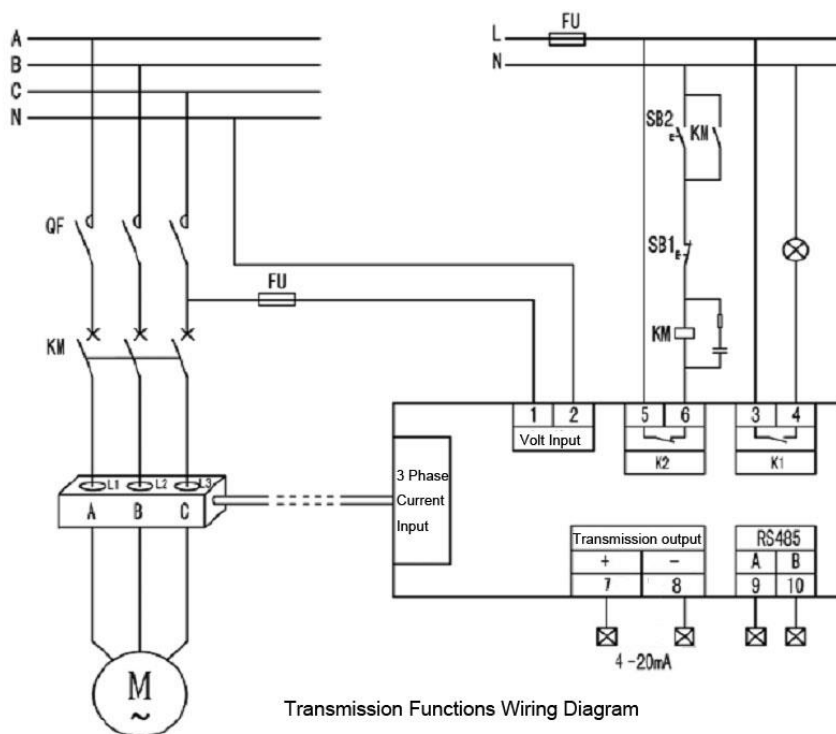 A
B
C
N
L
FU
N
SB2
KM
QF
SB1
FU
KM
KM
1 2
Volt Input
5 6
K2
3 4
K1
L1 L2 L3
A B C
3 Phase
Current
Input
Transmission output
+ -
7 8
RS485
A B
9 10
4-20mA
M
~
Transmission Functions Wiring Diagram